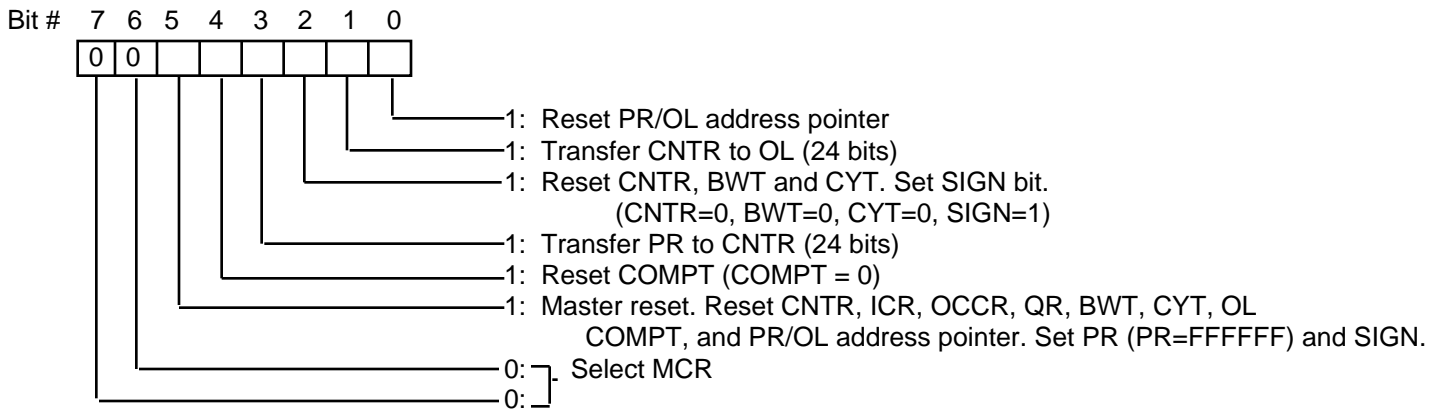 Bit # 7 6 5 4 3 2 1 0
0 0
1: Reset PR/OL address pointer
1: Transfer CNTR to OL (24 bits)
1: Reset CNTR, BWT and CYT. Set SIGN bit.
(CNTR=0, BWT=0, CYT=0, SIGN=1)
1: Transfer PR to CNTR (24 bits)
1: Reset COMPT (COMPT = 0)
1: Master reset. Reset CNTR, ICR, OCCR, QR, BWT, CYT, OL
COMPT, and PR/OL address pointer. Set PR (PR=FFFFFF) and SIGN.
0: Select MCR
0: